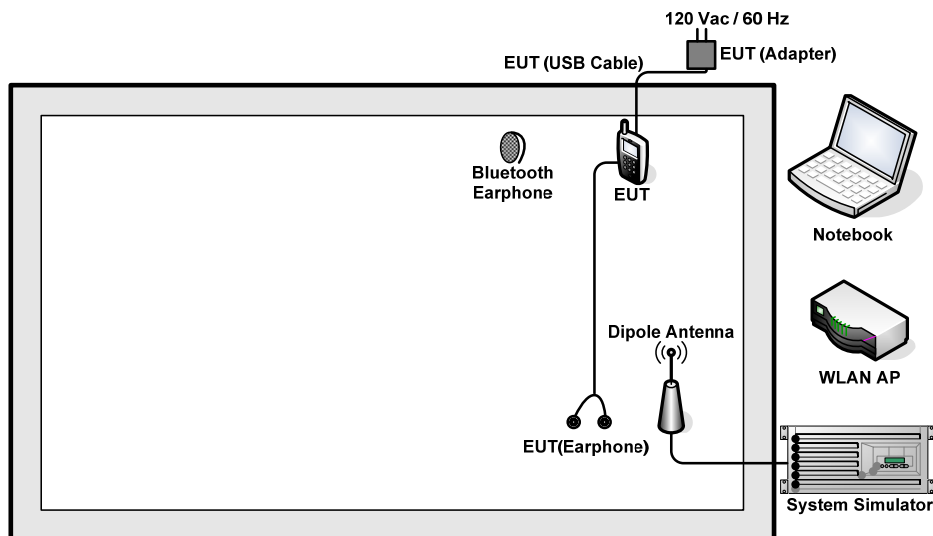 120 Vac / 60 Hz
EUT (USB Cable)
EUT (Adapter)
Bluetooth
Earphone
EUT
Notebook
Dipole Antenna
WLAN AP
EUT(Earphone)
System Simulator